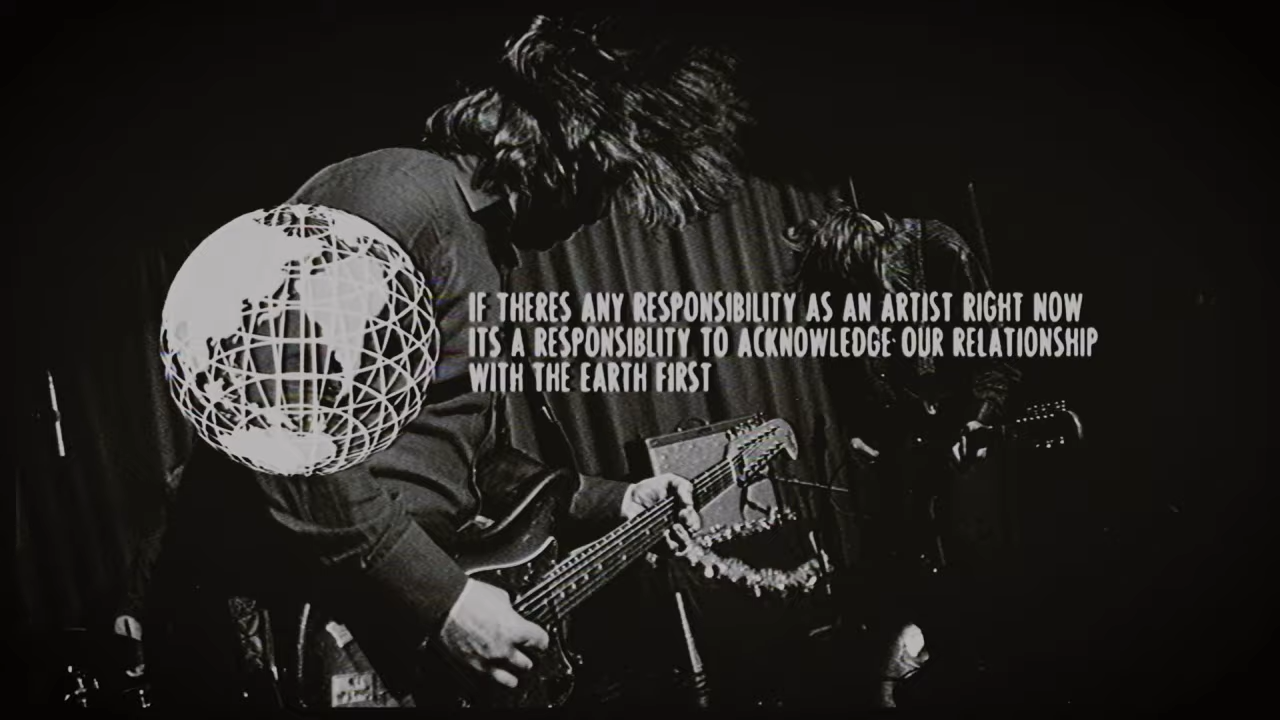 IF THERES ANY RESPONSIBILITY AS AN ARTIST RIGHT NOW
ITS A RESPONSIBLITY TO ACKNOWLEDGE OUR RELATIONSHIP
WITH THE EARTH FIRST